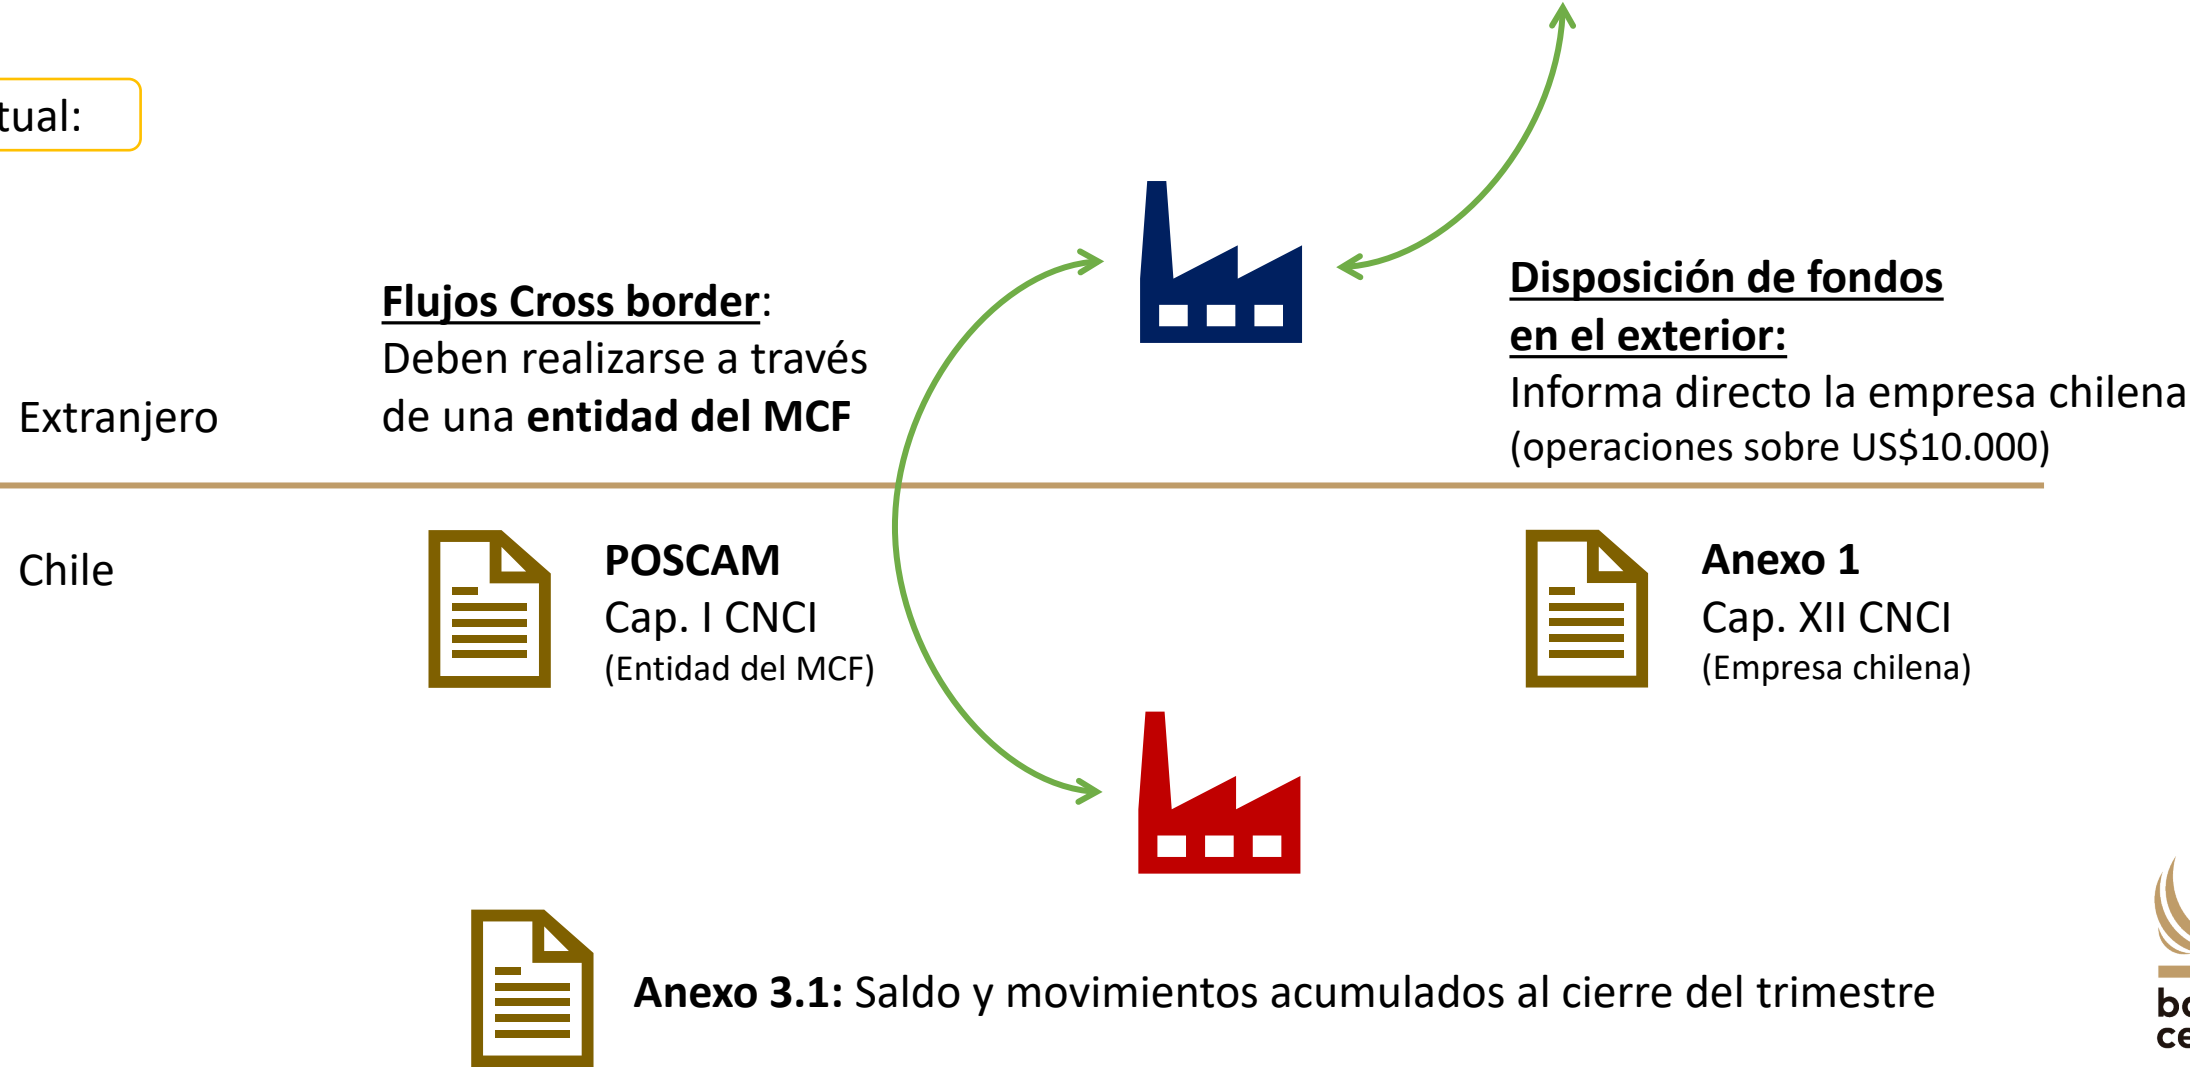 tual:
Flujos Cross border:
Deben realizarse a través
de una entidad del MCF
Disposición de fondos
en el exterior:
Informa directo la empresa chilena
(operaciones sobre US$10.000)
Extranjero
Chile
POSCAM
Cap. I CNCI
(Entidad del MCF)
Anexo 1
Cap. XII CNCI
(Empresa chilena)
Anexo 3.1: Saldo y movimientos acumulados al cierre del trimestre